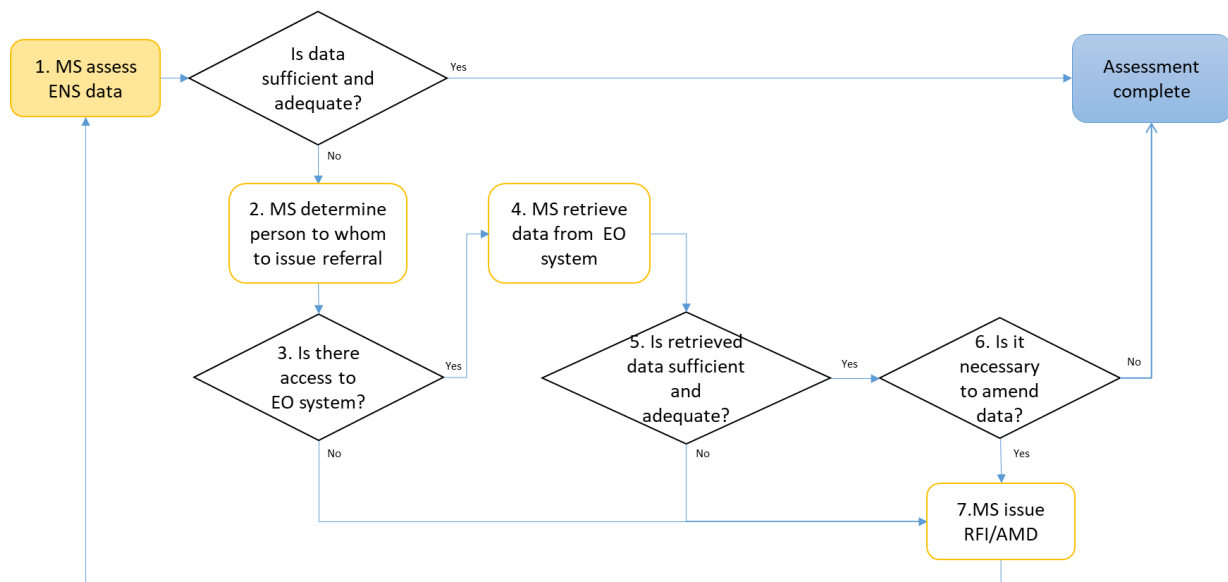 1. MS assess
ENS data
Is data
sufficient and
adequate?
Yes
Assessment
complete
No
2. MS determine
person to whom
to issue referral
4. MS retrieve
data from EO
system
3. Is there
access to
EO system?
Yes
5. Is retrieved
data sufficient
and
adequate?
Yes
6. Is it
necessary
to amend
data?
No
No
No
Yes
7.MS issue
RFI/AMD